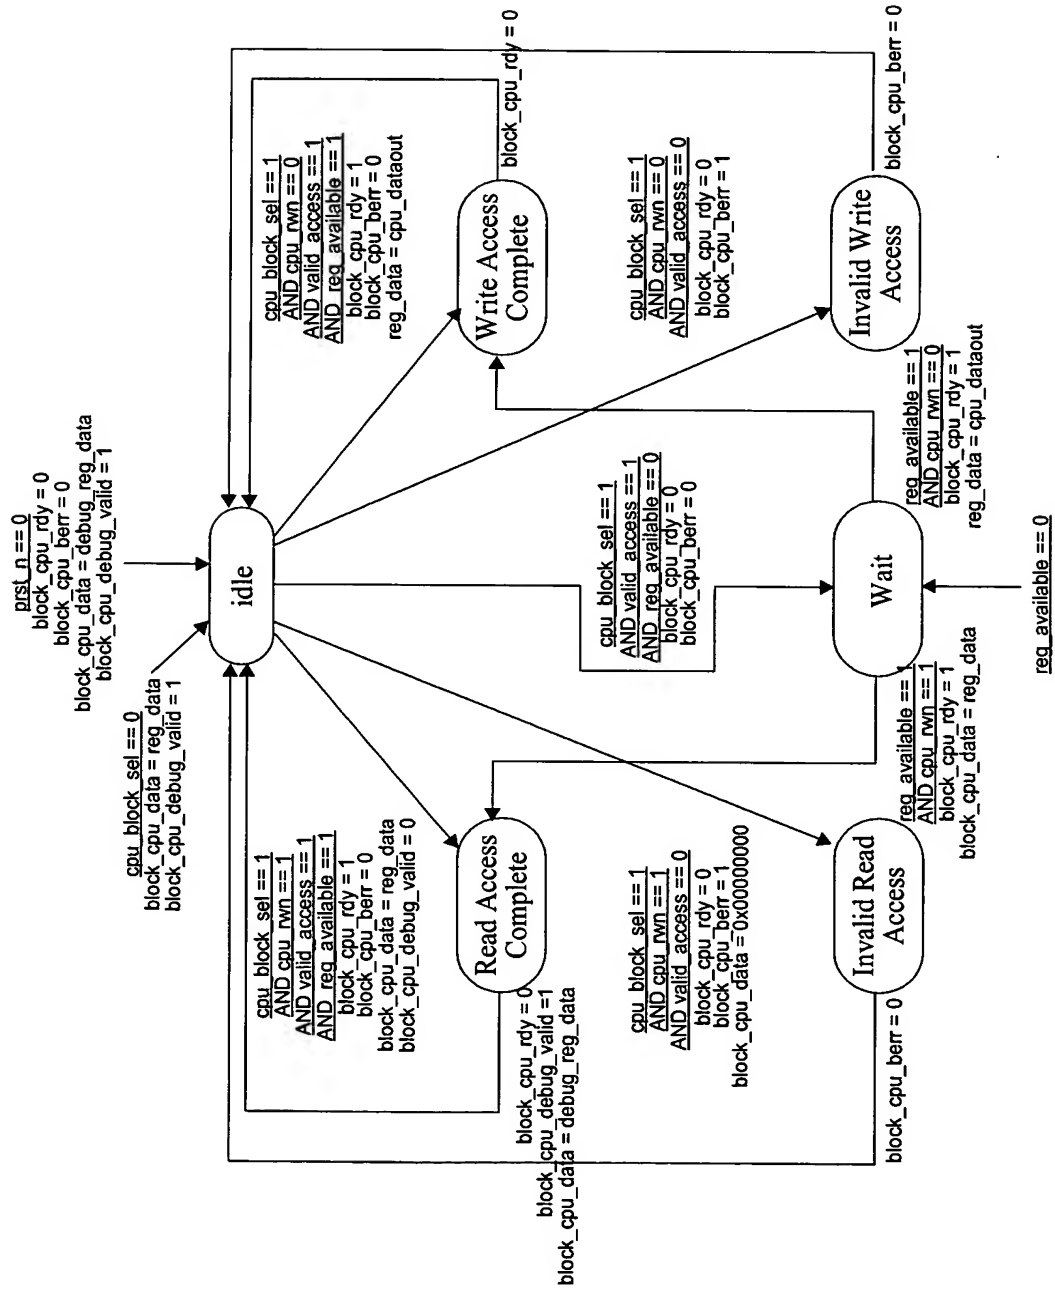 prst_n == 0
block_cpu_rdy = 0
block_cpu_berr = 0
block_cpu_data = debug_reg_data
block_cpu_debug_valid = 1
cpu_block_sel == 0
block_cpu_data = reg_data
block_cpu_debug_valid = 1
idle
cpu_block_sel == 1
AND cpu_rwn == 1
AND valid_access == 1
AND reg_available == 1
block_cpu_rdy = 1
block_cpu_berr = 0
block_cpu_data = reg_data
block_cpu_debug_valid = 0
cpu_block_sel == 1
AND cpu_rwn == 0
AND valid_access == 1
AND reg_available == 1
block_cpu_rdy = 1
block_cpu_berr = 0
reg_data = cpu_dataout
Read Access
Complete
Write Access
Complete
block_cpu_rdy = 0
block_cpu_debug_valid =1
block_cpu_data = debug_reg_data
block_cpu_rdy = 0
cpu_block_sel == 1
AND cpu_rwn == 1
AND valid_access == 0
block_cpu_rdy = 0
block_cpu_berr = 1
block_cpu_data = 0x00000000
cpu_block_sel == 1
AND valid_access == 1
AND reg_available == 0
block_cpu_rdy = 0
block_cpu_berr = 0
cpu_block_sel == 1
AND cpu_rwn == 0
AND valid_access == 0
block_cpu_rdy = 0
block_cpu_berr = 1
Invalid Read
Access
Wait
Invalid Write
Access
block_cpu_berr = 0
reg_available == 1
AND cpu_rwn == 1
block_cpu_rdy = 1
block_cpu_data = reg_data
reg_available == 1
AND cpu_rwn == 0
block_cpu_rdy = 1
reg_data = cpu_dataout
block_cpu_berr = 0
reg_available == 0